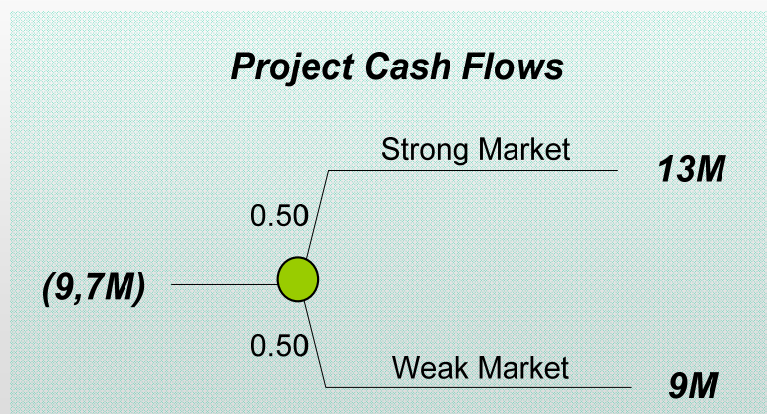 Project Cash Flows
Strong Market
13M
0.50
(9,7M)
0.50
Weak Market
9M